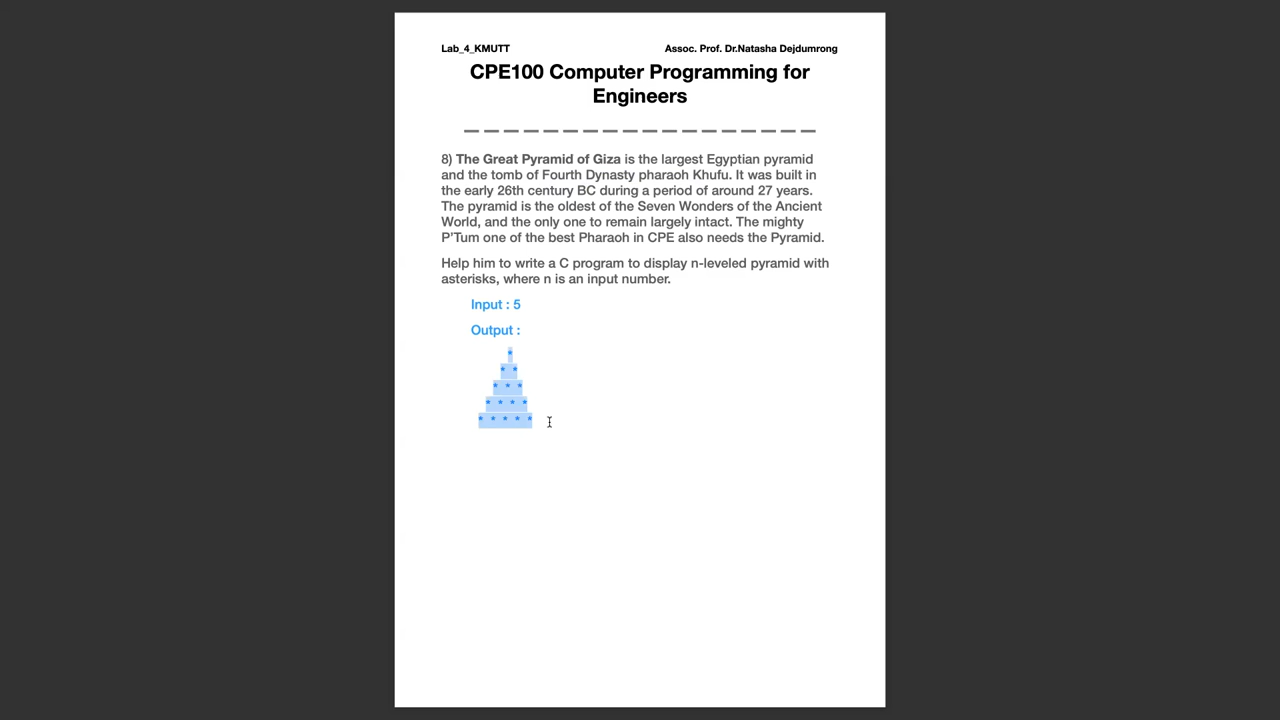 Lab_4_KMUTT Assoc. Prof. Dr.Natasha Dejdumrong
CPE100 Computer Programming for
Engineers
8) The Great Pyramid of Giza is the largest Egyptian pyramid
and the tomb of Fourth Dynasty pharaoh Khufu. It was built in
the early 26th century BC during a period of around 27 years.
The pyramid is the oldest of the Seven Wonders of the Ancient
World, and the only one to remain largely intact. The mighty
P'Tum one of the best Pharaoh in CPE also needs the Pyramid.
Help him to write a C program to display n-leveled pyramid with
asterisks, where n is an input number.
Input : 5
Output :
*
* *
* * *
* * * *
* * * * *